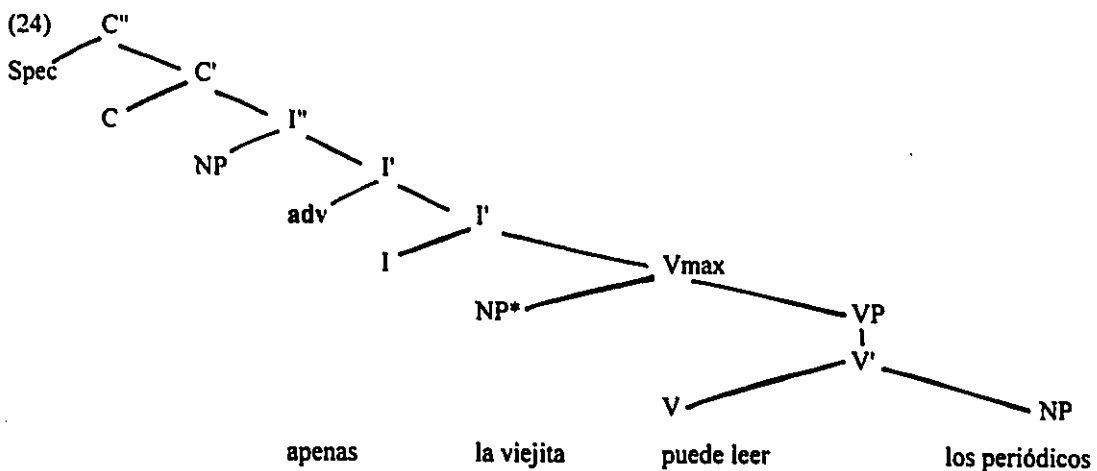 (24) C"
Spec C'
C I"
NP I'
adv I'
I Vmax
NP* VP
V'
V NP
apenas la viejita puede leer los periódicos